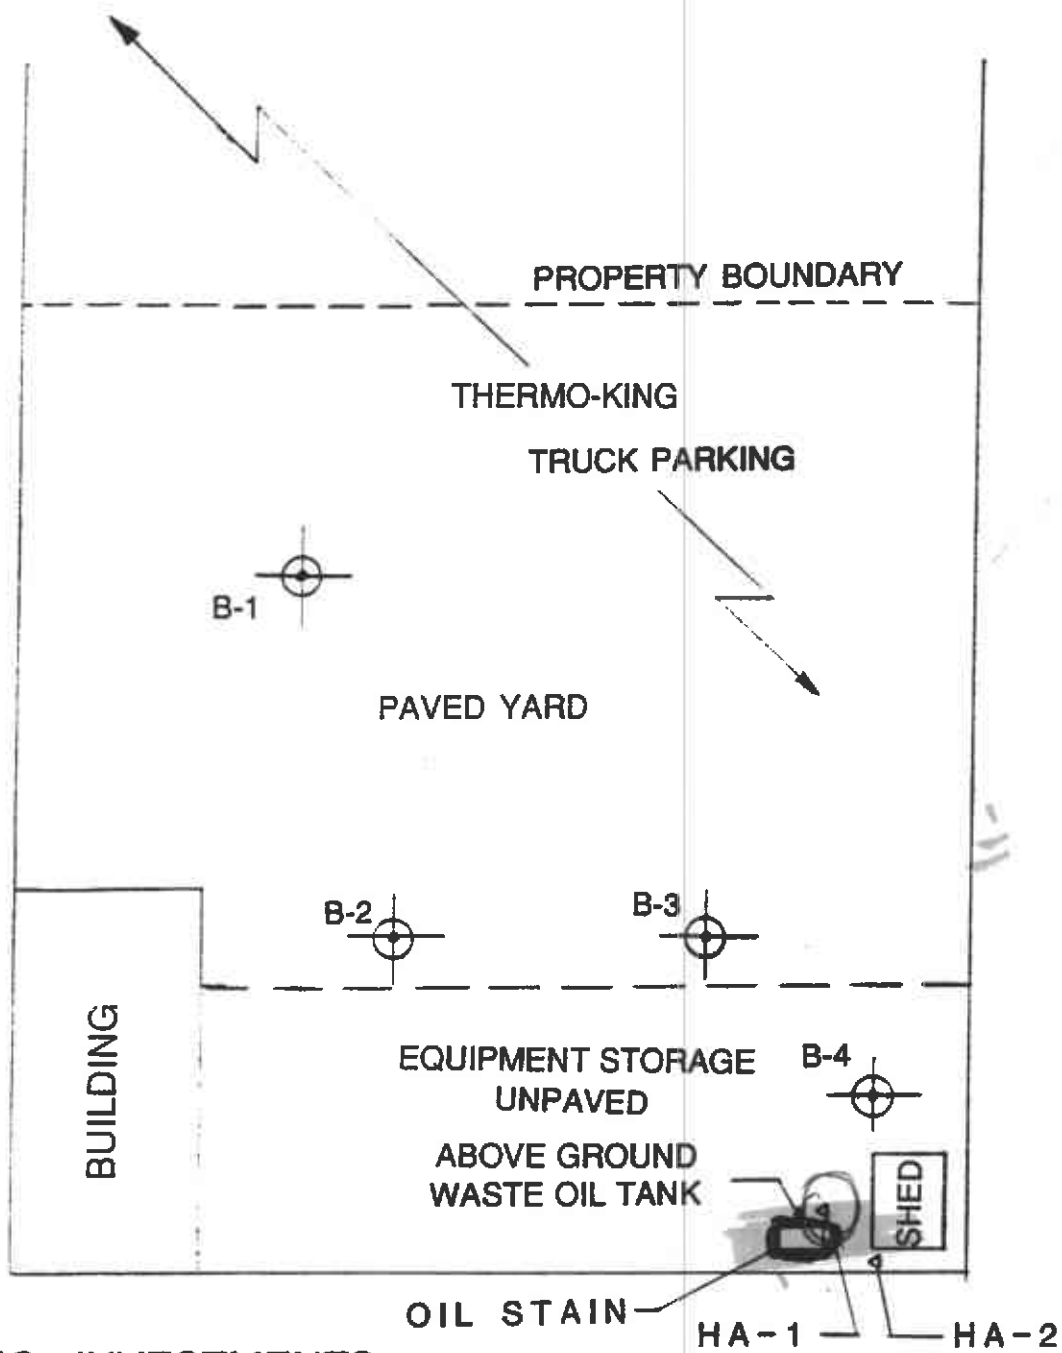 PROPERTY BOUNDARY
THERMO-KING
TRUCK PARKING
B-1
PAVED YARD
B-2
B-3
BUILDING
EQUIPMENT STORAGE
UNPAVED
B-4
ABOVE GROUND
WASTE OIL TANK
SHED
OIL STAIN
HA-1
HA-2